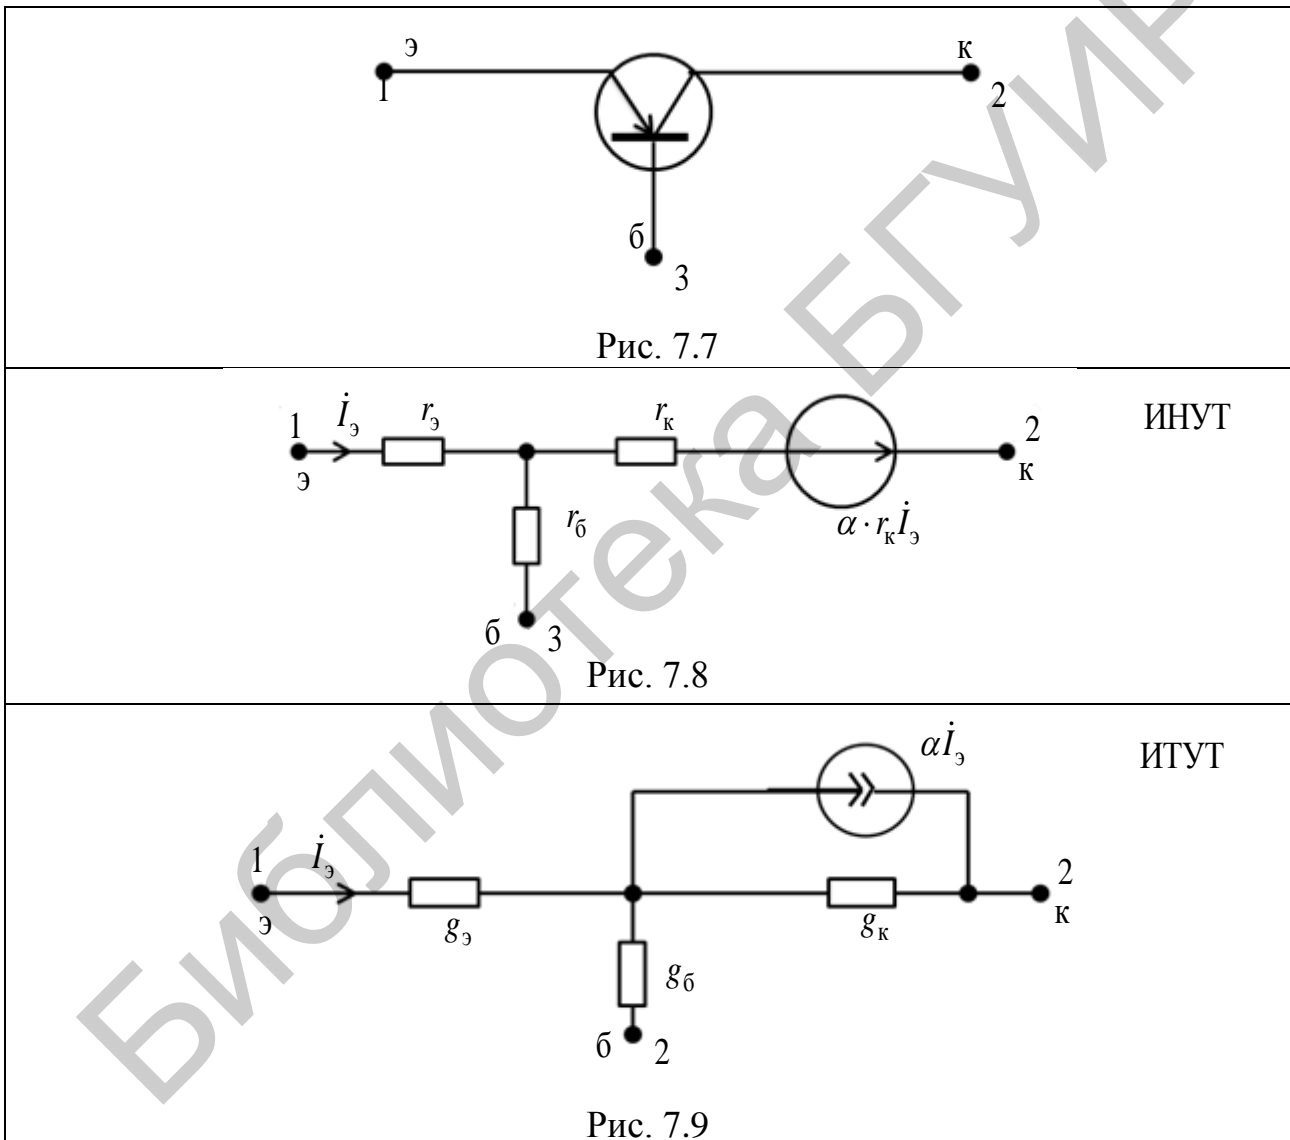 э
к
1
2
б
3
Рис. 7.7
ИНУТ
1
İэ
rэ
rк
2
э
к
rб
α · rкİэ
б
3
Рис. 7.8
αİэ
ИТУТ
1
İэ
2
э
gэ
gк
к
gб
б
2
Рис. 7.9
Библиотека БГУИР